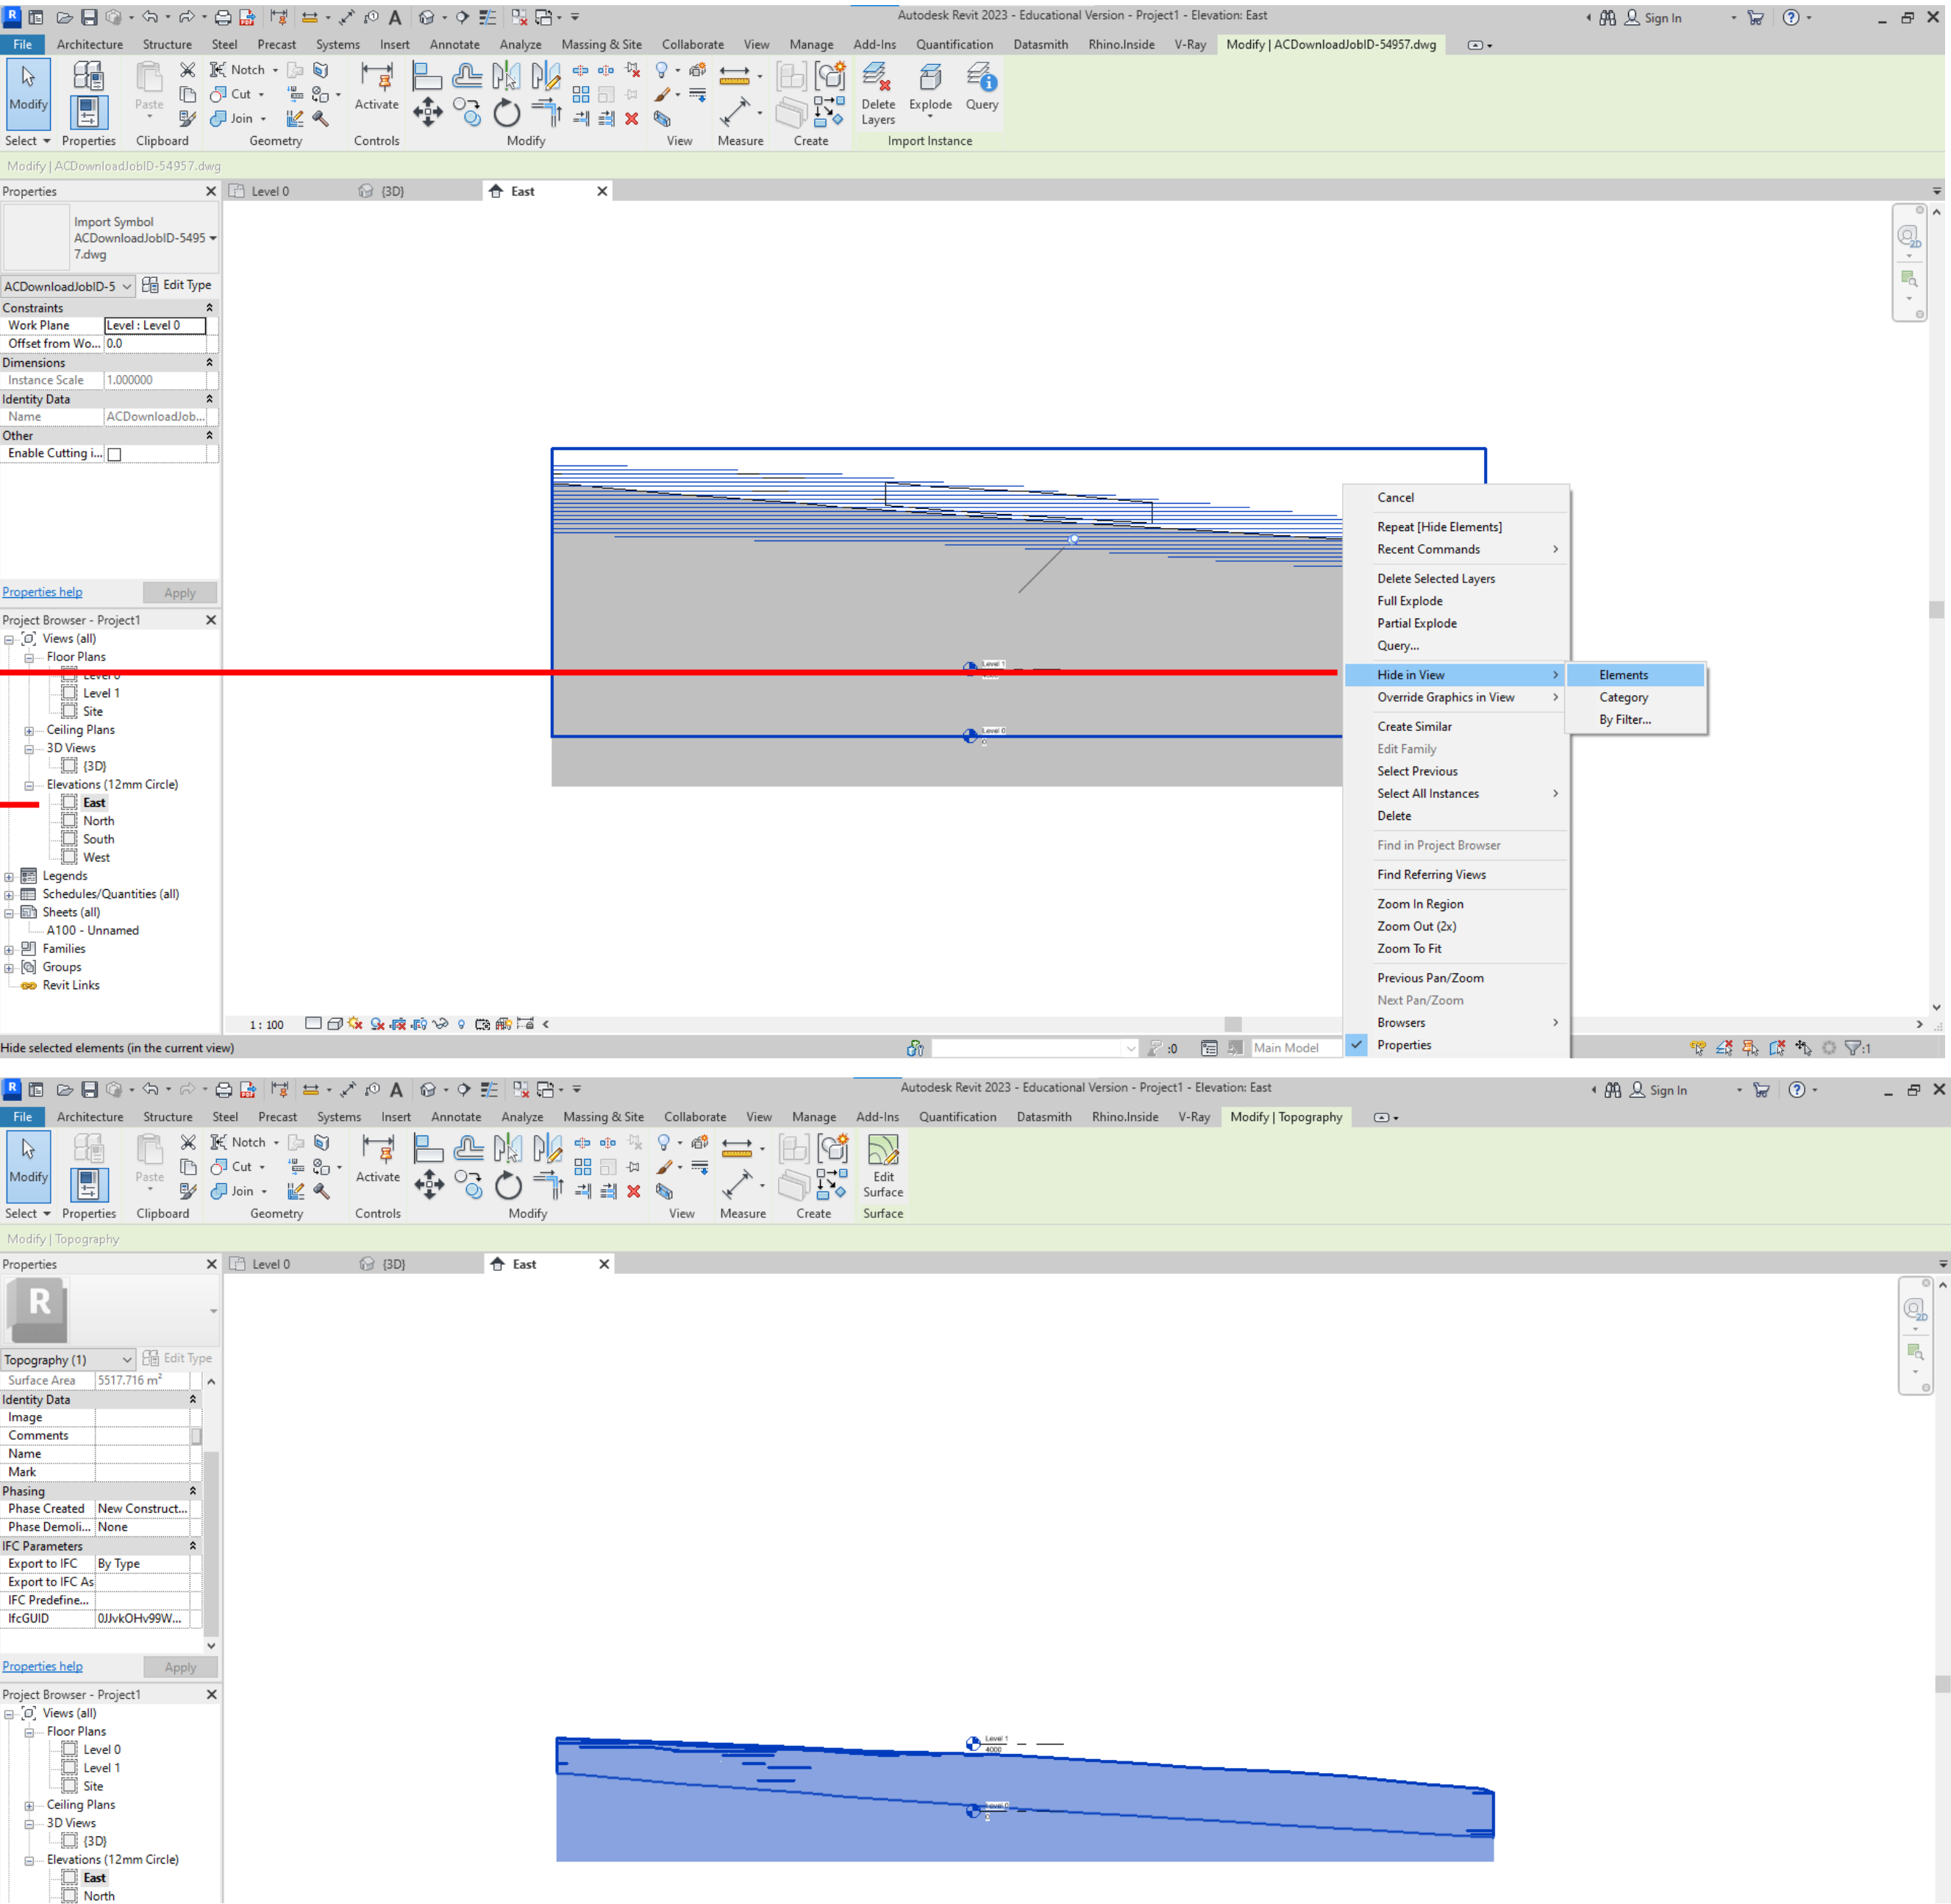 Autodesk Revit 2023 - Educational Version - Project1 - Elevation: East
Sign In
File Architecture Structure Steel Precast Systems Insert Annotate Analyze Massing & Site Collaborate View Manage Add-Ins Quantification Datasmith Rhino.Inside V-Ray Modify | ACDownloadJobID-54957.dwg
Modify Paste Notch Cut Join Activate Delete Layers Explode Query
Select Properties Clipboard Geometry Controls Modify View Measure Create Import Instance
Modify | ACDownloadJobID-54957.dwg
Properties
Level 0 {3D} East
Import Symbol
ACDownloadJobID-5495
7.dwg
ACDownloadJobID-5 Edit Type
Constraints
Work Plane Level : Level 0
Offset from Wo... 0.0
Dimensions
Instance Scale 1.000000
Identity Data
Name ACDownloadJob...
Other
Enable Cutting i...
Properties help Apply
Project Browser - Project1
Views (all)
Floor Plans
Level 0
Level 1
Site
Ceiling Plans
3D Views
{3D}
Elevations (12mm Circle)
East
North
South
West
Legends
Schedules/Quantities (all)
Sheets (all)
A100 - Unnamed
Families
Groups
Revit Links
Level 1
Level 0
0
Cancel
Repeat [Hide Elements]
Recent Commands
Delete Selected Layers
Full Explode
Partial Explode
Query...
Hide in View
Override Graphics in View
Create Similar
Edit Family
Select Previous
Select All Instances
Delete
Find in Project Browser
Find Referring Views
Zoom In Region
Zoom Out (2x)
Zoom To Fit
Previous Pan/Zoom
Next Pan/Zoom
Browsers
Properties
Elements
Category
By Filter...
1 : 100
2D
Hide selected elements (in the current view)
:0 Main Model :1
Autodesk Revit 2023 - Educational Version - Project1 - Elevation: East
Sign In
File Architecture Structure Steel Precast Systems Insert Annotate Analyze Massing & Site Collaborate View Manage Add-Ins Quantification Datasmith Rhino.Inside V-Ray Modify | Topography
Modify Paste Notch Cut Join Activate Edit Surface
Select Properties Clipboard Geometry Controls Modify View Measure Create Surface
Modify | Topography
Properties
Level 0 {3D} East
R
Topography (1) Edit Type
Surface Area 5517.716 m²
Identity Data
Image
Comments
Name
Mark
Phasing
Phase Created New Construct...
Phase Demoli... None
IFC Parameters
Export to IFC By Type
Export to IFC As
IFC Predefine...
IfcGUID 0JJvkOHv99W...
Properties help Apply
Project Browser - Project1
Views (all)
Floor Plans
Level 0
Level 1
Site
Ceiling Plans
3D Views
{3D}
Elevations (12mm Circle)
East
North
Level 1
4000
Level 0
0
2D